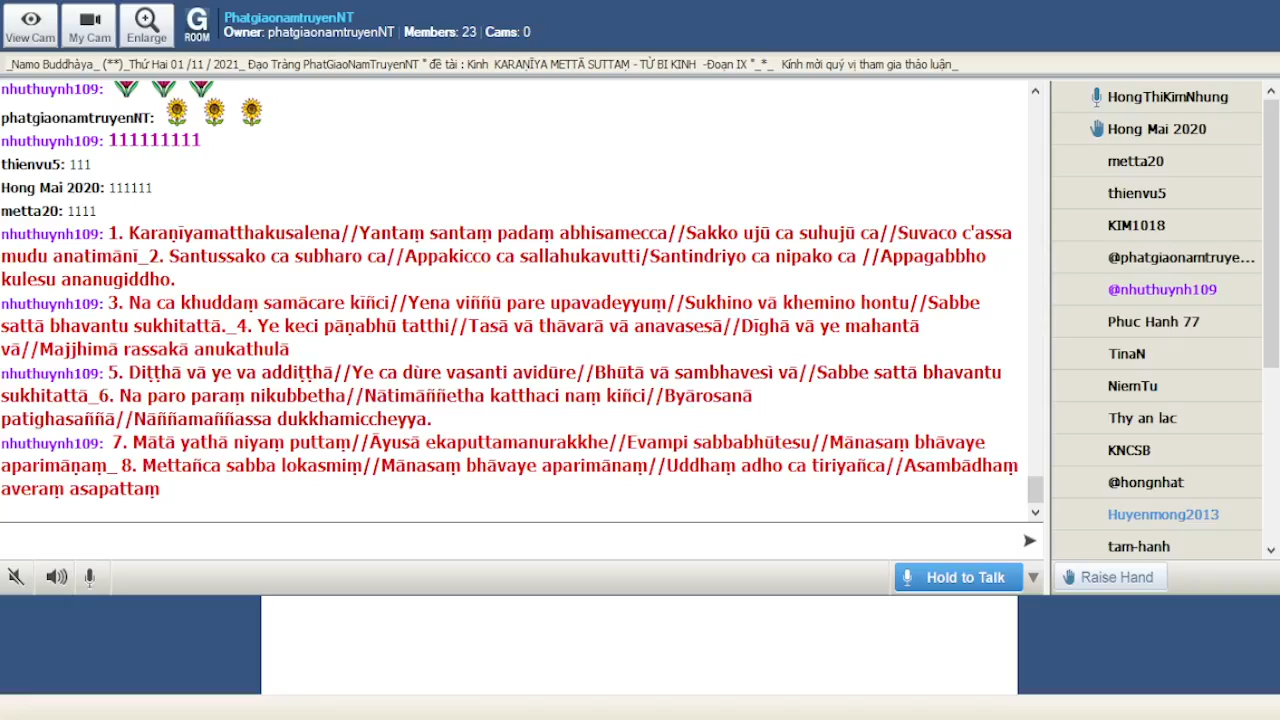 View Cam
My Cam
Enlarge
G
ROOM
PhatgiaonamtruyenNT
Owner: phatgiaonamtruyenNT | Members: 23 | Cams: 0
_Namo Buddhàya_ (**)_Thứ Hai 01 /11 / 2021_ Đạo Tràng PhatGiaoNamTruyenNT " đề tài : Kinh KARAṆĪYA METTĀ SUTTAṂ - TỪ BI KINH -Đoạn IX "_*_ Kính mời quý vị tham gia thảo luận_
nhuthuynh109:
phatgiaonamtruyenNT:
nhuthuynh109: 111111111
thienvu5: 111
Hong Mai 2020: 111111
metta20: 1111
nhuthuynh109: 1. Karaṇīyamatthakusalena//Yantaṃ santaṃ padaṃ abhisamecca//Sakko ujū ca suhujū ca//Suvaco c'assa
mudu anatimānī_2. Santussako ca subharo ca//Appakicco ca sallahukavutti/Santindriyo ca nipako ca //Appagabbho
kulesu ananugiddho.
nhuthuynh109: 3. Na ca khuddaṃ samācare kīñci//Yena viññū pare upavadeyyuṃ//Sukhino vā khemino hontu//Sabbe
sattā bhavantu sukhitattā._4. Ye keci pāṇabhū tatthi//Tasā vā thāvarā vā anavasesā//Dīghā vā ye mahantā
vā//Majjhimā rassakā anukathulā
nhuthuynh109: 5. Diṭṭhā vā ye va addiṭṭhā//Ye ca dùre vasanti avidūre//Bhūtā vā sambhavesì vā//Sabbe sattā bhavantu
sukhitattā_6. Na paro paraṃ nikubbetha//Nātimāññetha katthaci naṃ kiñci//Byārosanā
patighasaññā//Nāññamaññassa dukkhamiccheyya.
nhuthuynh109: 7. Mātā yathā niyaṃ puttaṃ//Āyusā ekaputtamanurakkhe//Evampi sabbabhūtesu//Mānasaṃ bhāvaye
aparimāṇaṃ_ 8. Mettañca sabba lokasmiṃ//Mānasaṃ bhāvaye aparimānaṃ//Uddhaṃ adho ca tiriyañca//Asambādhaṃ
averaṃ asapattaṃ
HongThiKimNhung
Hong Mai 2020
metta20
thienvu5
KIM1018
@phatgiaonamtruye...
@nhuthuynh109
Phuc Hanh 77
TinaN
NiemTu
Thy an lac
KNCSB
@hongnhat
Huyenmong2013
tam-hanh
Hold to Talk
Raise Hand